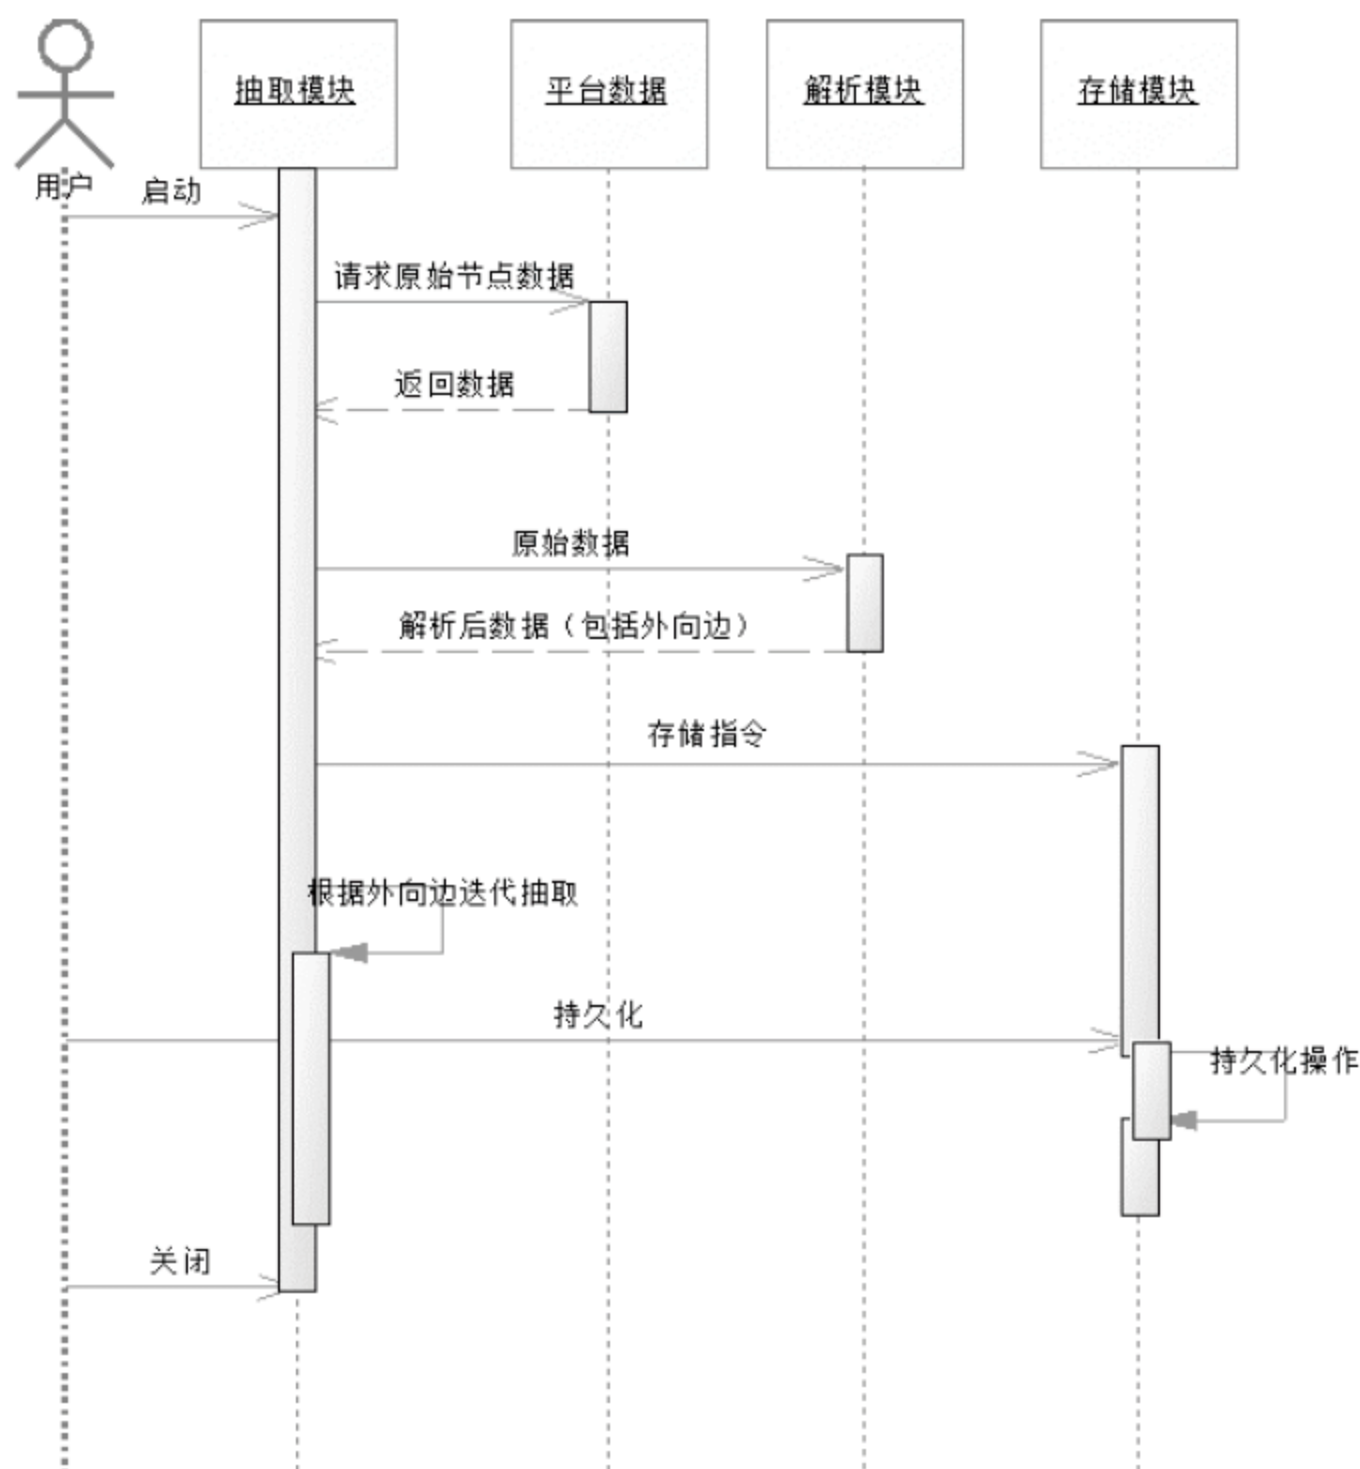 抽取模块
平台数据
解析模块
存储模块
用户
启动
请求原始节点数据
返回数据
原始数据
解析后数据（包括外向边）
存储指令
根据外向边迭代抽取
持久化
持久化操作
关闭